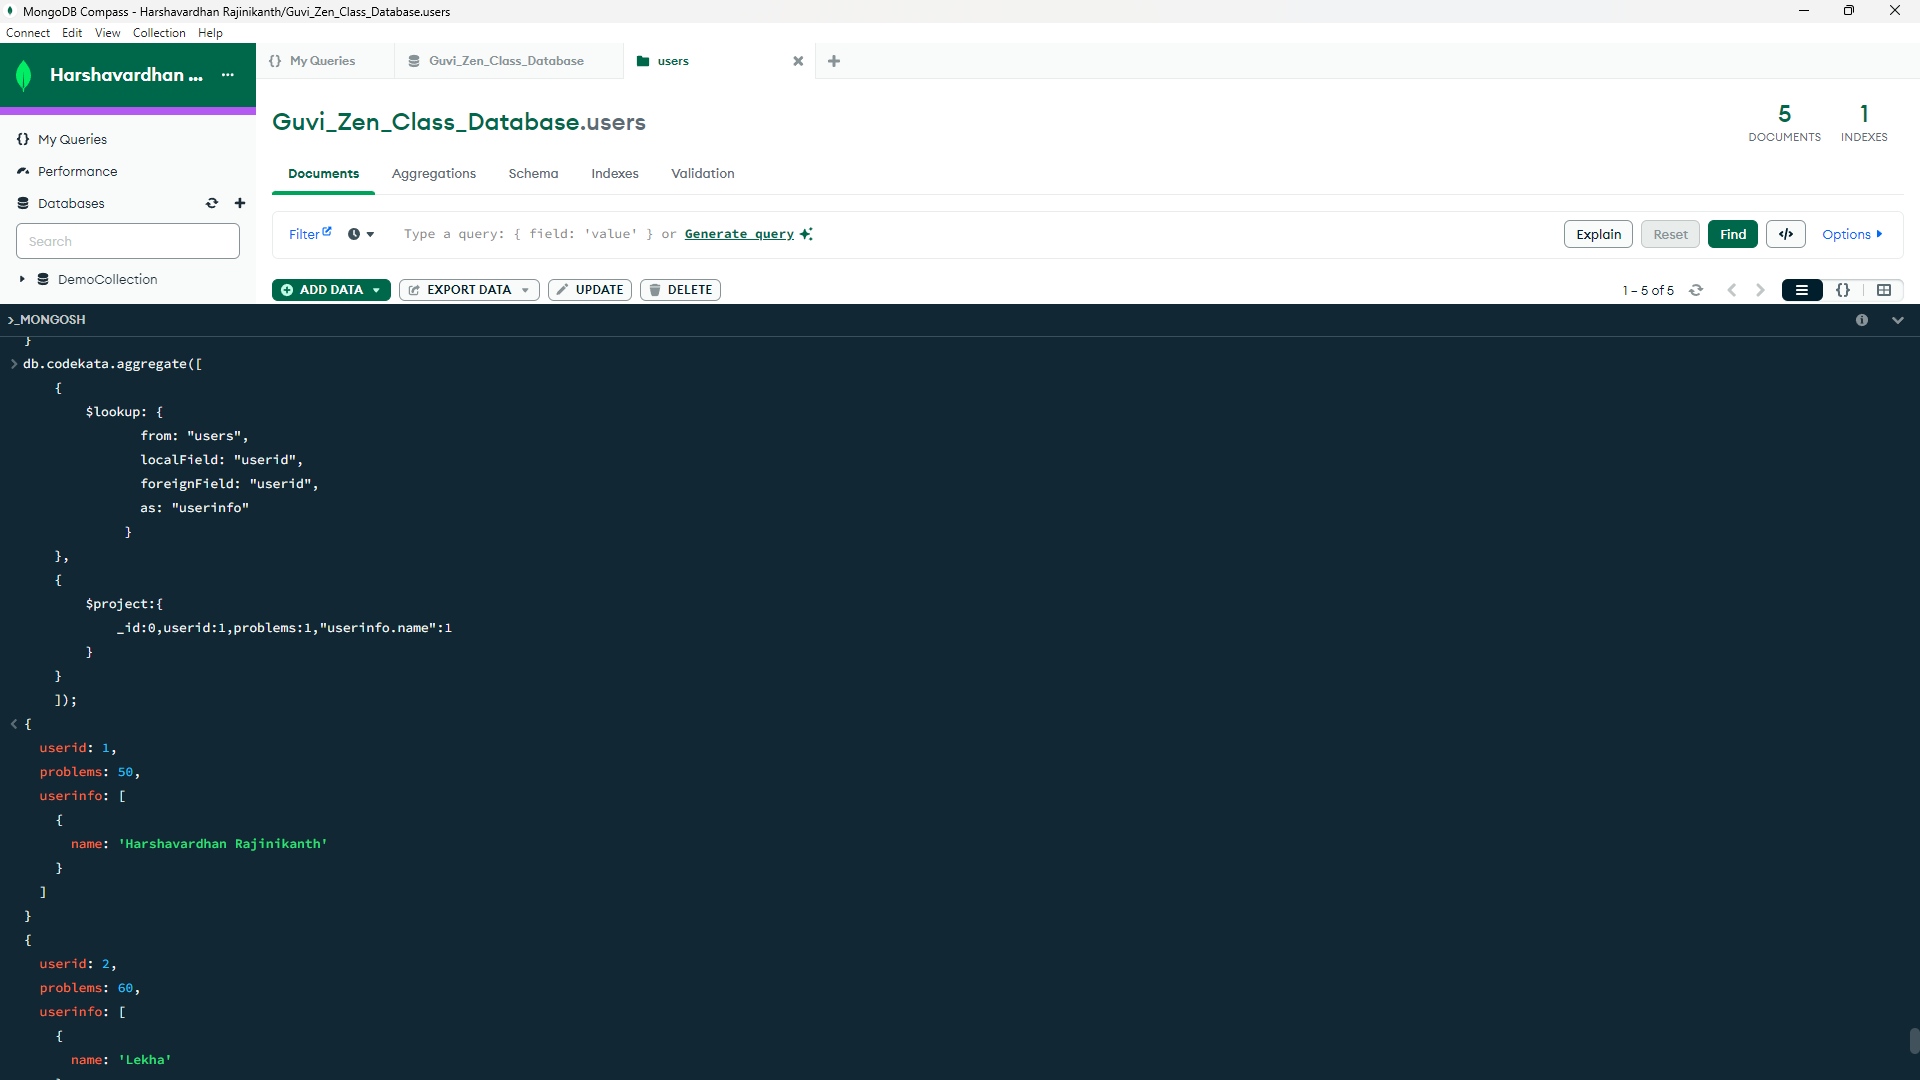 MongoDB Compass - Harshavardhan Rajinikanth/Guvi_Zen_Class_Database.users
Connect Edit View Collection Help
Harshavardhan ... ···
{} My Queries
Guvi_Zen_Class_Database
users
My Queries
Performance
Databases
Search
DemoCollection
Guvi_Zen_Class_Database.users
5
DOCUMENTS
1
INDEXES
Documents Aggregations Schema Indexes Validation
Filter
Type a query: { field: 'value' } or Generate query
Explain Reset Find </> Options
ADD DATA EXPORT DATA UPDATE DELETE
1 – 5 of 5
{}
>_MONGOSH
}
> db.codekata.aggregate([
{
$lookup: {
from: "users",
localField: "userid",
foreignField: "userid",
as: "userinfo"
}
},
{
$project:{
_id:0,userid:1,problems:1,"userinfo.name":1
}
}
]);
< {
userid: 1,
problems: 50,
userinfo: [
{
name: 'Harshavardhan Rajinikanth'
}
]
}
{
userid: 2,
problems: 60,
userinfo: [
{
name: 'Lekha'